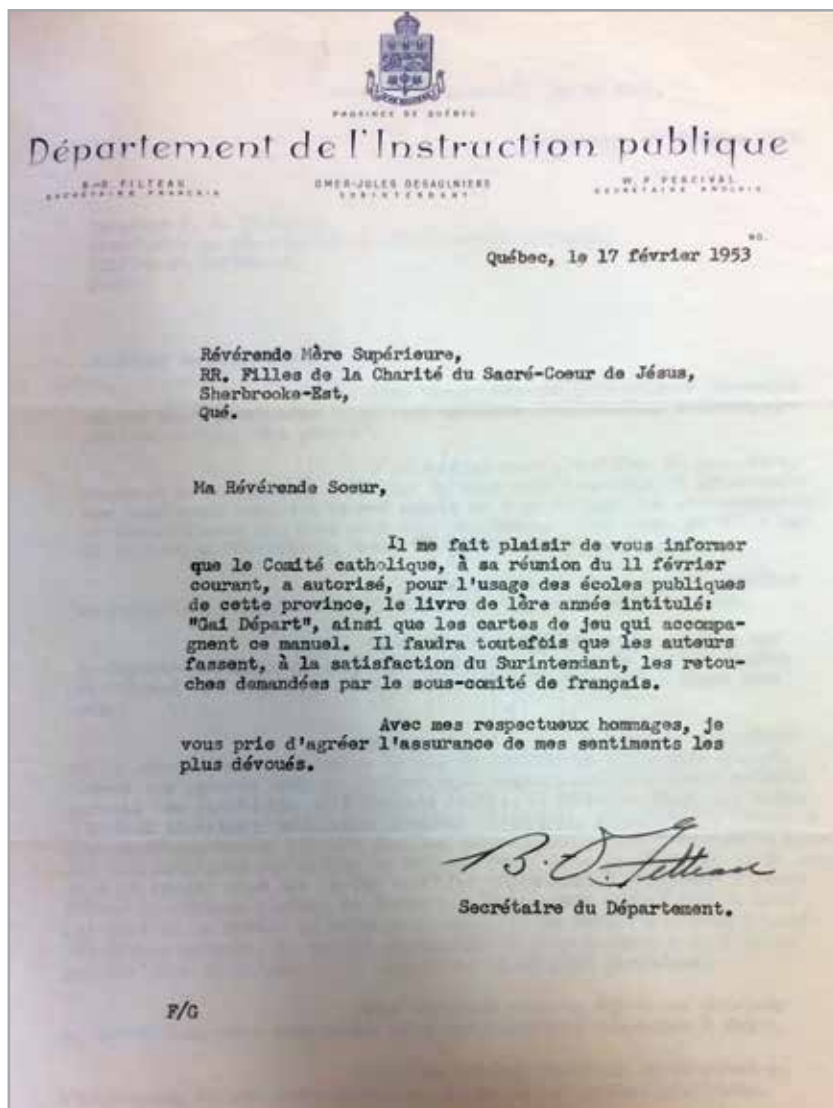 PROVINCE DE QUÉBEC
Département de l'Instruction publique
B.-O. FILTEAU
SECRÉTAIRE FRANÇAIS
OMER-JULES DESAULNIERS
SURINTENDANT
W. P. PERCIVAL
SECRÉTAIRE ANGLAIS
NO.
Québec, le 17 février 1953
Révérende Mère Supérieure,
RR. Filles de la Charité du Sacré-Coeur de Jésus,
Sherbrooke-Est,
Qué.
Ma Révérende Soeur,
Il me fait plaisir de vous informer
que le Comité catholique, à sa réunion du 11 février
courant, a autorisé, pour l'usage des écoles publiques
de cette province, le livre de 1ère année intitulé:
"Gai Départ", ainsi que les cartes de jeu qui accompa-
gnent ce manuel. Il faudra toutefois que les auteurs
fassent, à la satisfaction du Surintendant, les retou-
ches demandées par le sous-comité de français.
Avec mes respectueux hommages, je
vous prie d'agréer l'assurance de mes sentiments les
plus dévoués.
B. O. Filteau
Secrétaire du Département.
F/G